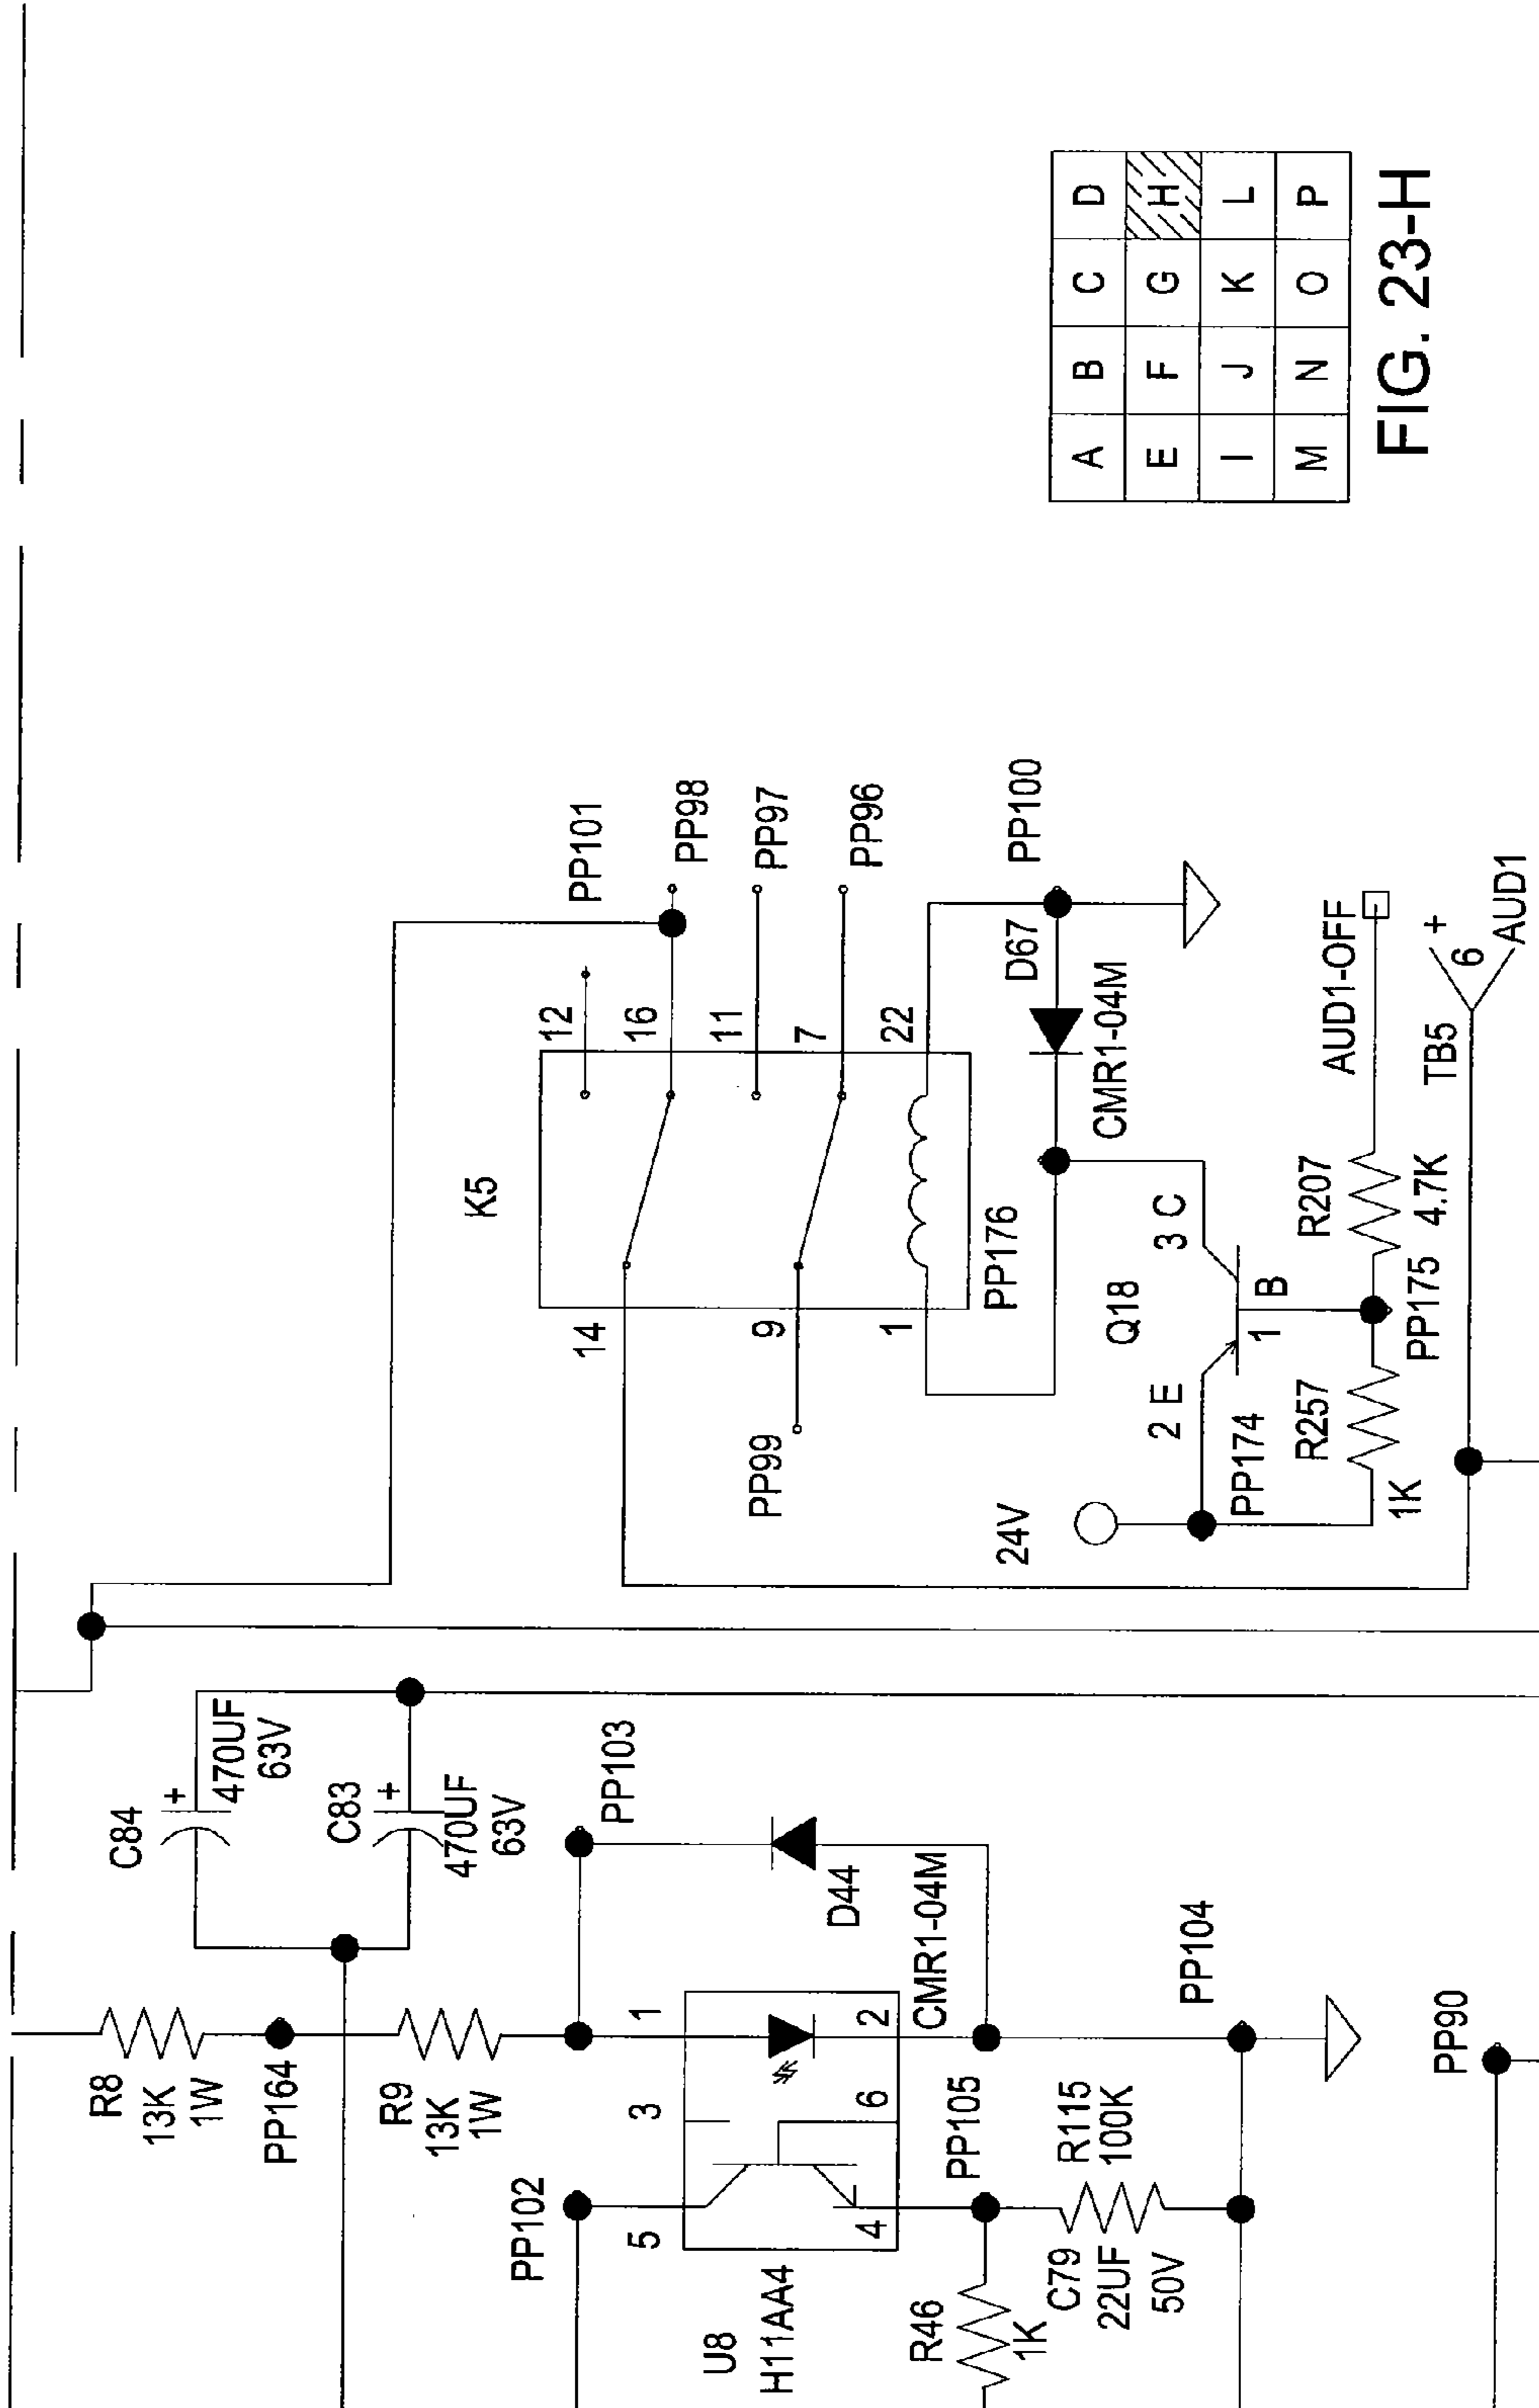 R8
13K
1W
PP164
R9
13K
1W
C84
+
470UF
63V
C83
+
470UF
63V
PP102
PP103
5
3
1
U8
H11AA4
4
6
2
D44
CMR1-04M
PP105
R46
1K
C79
22UF
50V
R115
100K
PP104
PP90
K5
14
12
PP101
16
PP98
9
PP99
11
PP97
7
PP96
1
22
PP176
PP100
D67
CMR1-04M
24V
Q18
2 E
3 C
PP174
1
B
R257
1K
PP175
R207
4.7K
AUD1-OFF
TB5
+
6
AUD1
A B C D
E F G H
I J K L
M N O P
FIG. 23-H